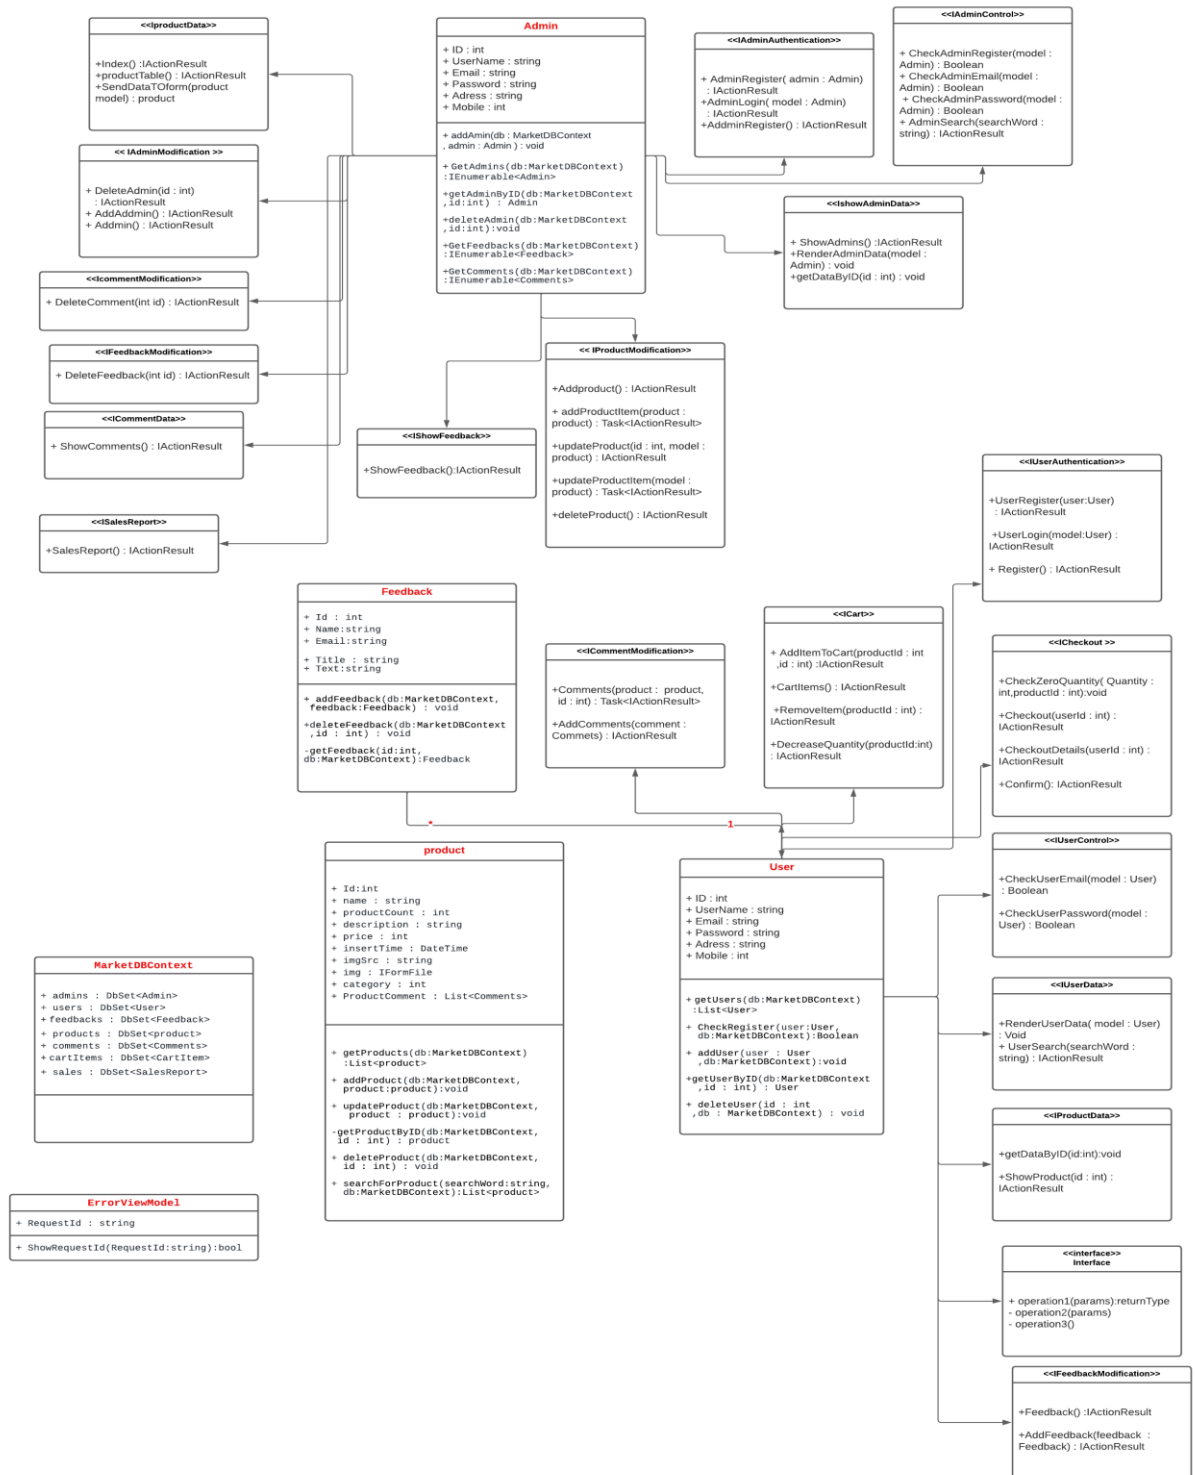 <<IproductData>>
+Index() :IActionResult
+productTable() : IActionResult
+SendDataTOform(product
model) : product
<< IAdminModification >>
+ DeleteAdmin(id : int)
: IActionResult
+ AddAddmin() : IActionResult
+ Addmin() : IActionResult
<<IcommentModification>>
+ DeleteComment(int id) : IActionResult
<<IFeedbackModification>>
+ DeleteFeedback(int id) : IActionResult
<<ICommentData>>
+ ShowComments() : IActionResult
<<ISalesReport>>
+SalesReport() : IActionResult
Admin
+ ID : int
+ UserName : string
+ Email : string
+ Password : string
+ Adress : string
+ Mobile : int
+ addAmin(db : MarketDBContext
, admin : Admin ) : void
+ GetAdmins(db:MarketDBContext)
:IEnumerable<Admin>
+getAdminByID(db:MarketDBContext
,id:int) : Admin
+deleteAdmin(db:MarketDBContext
,id:int):void
+GetFeedbacks(db:MarketDBContext)
:IEnumerable<Feedback>
+GetComments(db:MarketDBContext)
:IEnumerable<Comments>
<<IAdminAuthentication>>
+ AdminRegister( admin : Admin)
: IActionResult
+AdminLogin( model : Admin)
: IActionResult
+AddminRegister() : IActionResult
<<IAdminControl>>
+ CheckAdminRegister(model :
Admin) : Boolean
+ CheckAdminEmail(model :
Admin) : Boolean
+ CheckAdminPassword(model :
Admin) : Boolean
+ AdminSearch(searchWord :
string) : IActionResult
<<IshowAdminData>>
+ ShowAdmins() :IActionResult
+RenderAdminData(model :
Admin) : void
+getDataByID(id : int) : void
<<IShowFeedback>>
+ShowFeedback():IActionResult
<< IProductModification>>
+Addproduct() : IActionResult
+ addProductItem(product :
product) : Task<IActionResult>
+updateProduct(id : int, model :
product) : IActionResult
+updateProductItem(model :
product) : Task<IActionResult>
+deleteProduct() : IActionResult
<<IUserAuthentication>>
+UserRegister(user:User)
: IActionResult
+UserLogin(model:User) :
IActionResult
+ Register() : IActionResult
Feedback
+ Id : int
+ Name:string
+ Email:string
+ Title : string
+ Text:string
+ addFeedback(db:MarketDBContext,
feedback:Feedback) : void
+deleteFeedback(db:MarketDBContext
,id : int) : void
-getFeedback(id:int,
db:MarketDBContext):Feedback
<<ICommentModification>>
+Comments(product :  product,
id : int) : Task<IActionResult>
+AddComments(comment :
Commets) : IActionResult
<<ICart>>
+ AddItemToCart(productId : int
,id : int) :IActionResult
+CartItems() : IActionResult
+RemoveItem(productId : int) :
IActionResult
+DecreaseQuantity(productId:int)
: IActionResult
<<ICheckout >>
+CheckZeroQuantity( Quantity :
int,productId : int):void
+Checkout(userId : int) :
IActionResult
+CheckoutDetails(userId : int) :
IActionResult
+Confirm(): IActionResult
*
1
product
+ Id:int
+ name : string
+ productCount : int
+ description : string
+ price : int
+ insertTime : DateTime
+ imgSrc : string
+ img : IFormFile
+ category : int
+ ProductComment : List<Comments>
+ getProducts(db:MarketDBContext)
:List<product>
+ addProduct(db:MarketDBContext,
product:product):void
+ updateProduct(db:MarketDBContext,
product : product):void
-getProductByID(db:MarketDBContext,
id : int) : product
+ deleteProduct(db:MarketDBContext,
id : int) : void
+ searchForProduct(searchWord:string,
db:MarketDBContext):List<product>
User
+ ID : int
+ UserName : string
+ Email : string
+ Password : string
+ Adress : string
+ Mobile : int
+ getUsers(db:MarketDBContext)
:List<User>
+ CheckRegister(user:User,
db:MarketDBContext):Boolean
+ addUser(user : User
,db:MarketDBContext):void
+getUserByID(db:MarketDBContext
,id : int) : User
+ deleteUser(id : int
,db : MarketDBContext) : void
<<IUserControl>>
+CheckUserEmail(model : User)
: Boolean
+CheckUserPassword(model :
User) : Boolean
<<IUserData>>
+RenderUserData( model : User)
: Void
+ UserSearch(searchWord :
string) : IActionResult
<<IProductData>>
+getDataByID(id:int):void
+ShowProduct(id : int) :
IActionResult
<<interface>>
Interface
+ operation1(params):returnType
- operation2(params)
- operation3()
<<IFeedbackModification>>
+Feedback() :IActionResult
+AddFeedback(feedback  :
Feedback) : IActionResult
MarketDBContext
+ admins : DbSet<Admin>
+ users : DbSet<User>
+ feedbacks : DbSet<Feedback>
+ products : DbSet<product>
+ comments : DbSet<Comments>
+ cartItems : DbSet<CartItem>
+ sales : DbSet<SalesReport>
ErrorViewModel
+ RequestId : string
+ ShowRequestId(RequestId:string):bool